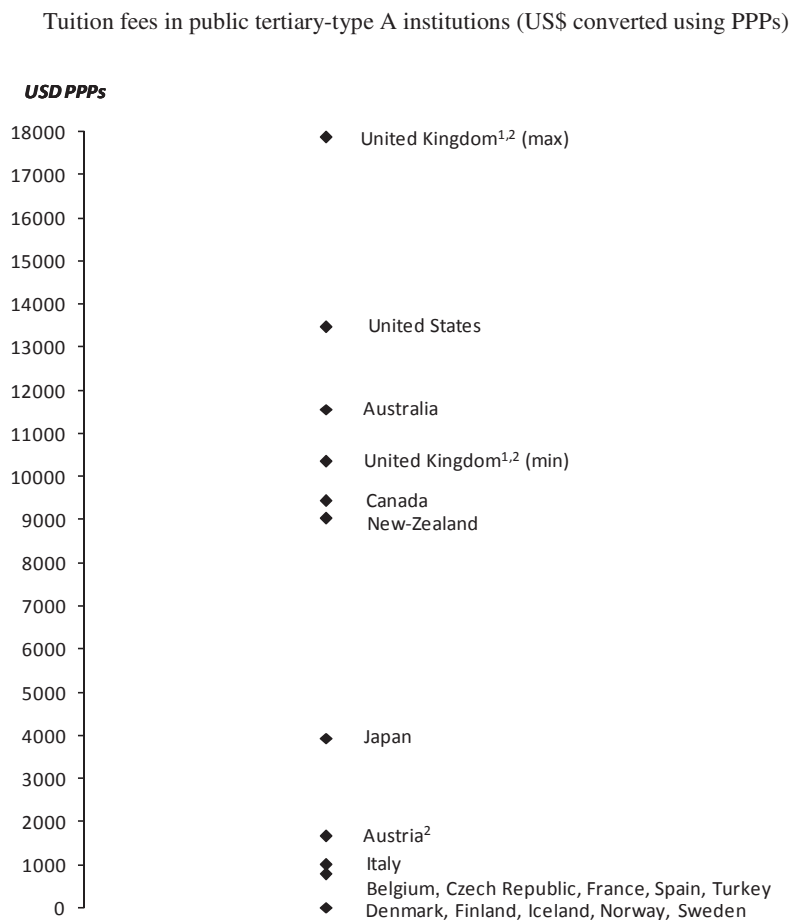 Tuition fees in public tertiary-type A institutions (US$ converted using PPPs)
USD PPPs
18000
United Kingdom¹,² (max)
17000
16000
15000
14000
United States
13000
12000
Australia
11000
United Kingdom¹,² (min)
10000
Canada
9000
New-Zealand
8000
7000
6000
5000
4000
Japan
3000
2000
Austria²
1000
Italy
Belgium, Czech Republic, France, Spain, Turkey
0
Denmark, Finland, Iceland, Norway, Sweden